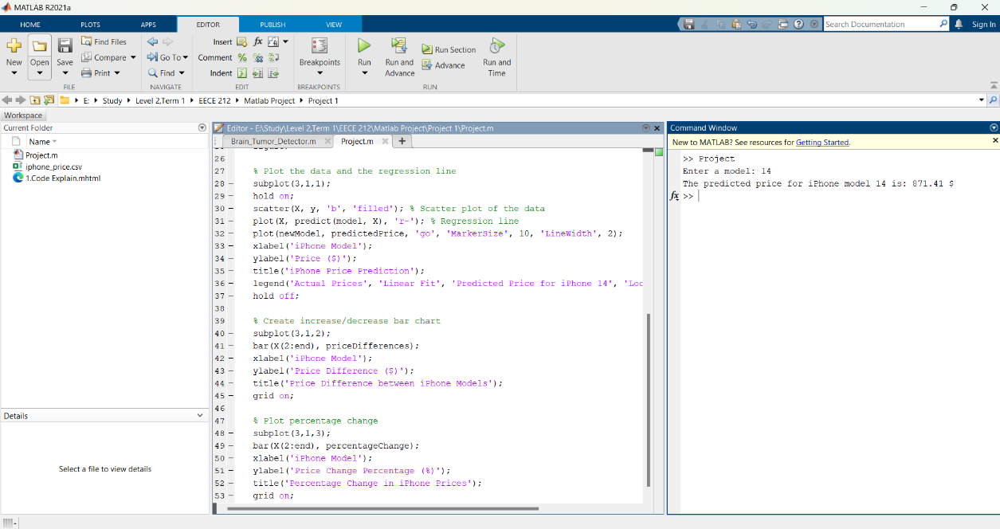 MATLAB R2021a
HOME PLOTS APPS EDITOR PUBLISH VIEW Search Documentation Sign In
New Open Save Find Files Compare Print
Go To Find
Insert fx Comment % Indent
Breakpoints
Run Run and Advance Run Section Advance Run and Time
FILE NAVIGATE EDIT BREAKPOINTS RUN
E: Study Level 2,Term 1 EECE 212 Matlab Project Project 1
Workspace
Current Folder
Name
Project.m
iphone_price.csv
1.Code Explain.mhtml
Details
Select a file to view details
Editor - E:\Study\Level 2,Term 1\EECE 212\Matlab Project\Project 1\Project.m
Brain_Tumor_Detector.m Project.m +
26
27 % Plot the data and the regression line
28 – subplot(3,1,1);
29 – hold on;
30 – scatter(X, y, 'b', 'filled'); % Scatter plot of the data
31 – plot(X, predict(model, X), 'r-'); % Regression line
32 – plot(newModel, predictedPrice, 'go', 'MarkerSize', 10, 'LineWidth', 2);
33 – xlabel('iPhone Model');
34 – ylabel('Price ($)');
35 – title('iPhone Price Prediction');
36 – legend('Actual Prices', 'Linear Fit', 'Predicted Price for iPhone 14', 'Loc
37 – hold off;
38
39 % Create increase/decrease bar chart
40 – subplot(3,1,2);
41 – bar(X(2:end), priceDifferences);
42 – xlabel('iPhone Model');
43 – ylabel('Price Difference ($)');
44 – title('Price Difference between iPhone Models');
45 – grid on;
46
47 % Plot percentage change
48 – subplot(3,1,3);
49 – bar(X(2:end), percentageChange);
50 – xlabel('iPhone Model');
51 – ylabel('Price Change Percentage (%)');
52 – title('Percentage Change in iPhone Prices');
53 – grid on;
Command Window
New to MATLAB? See resources for Getting Started.
>> Project
Enter a model: 14
The predicted price for iPhone model 14 is: 871.41 $
fx >>